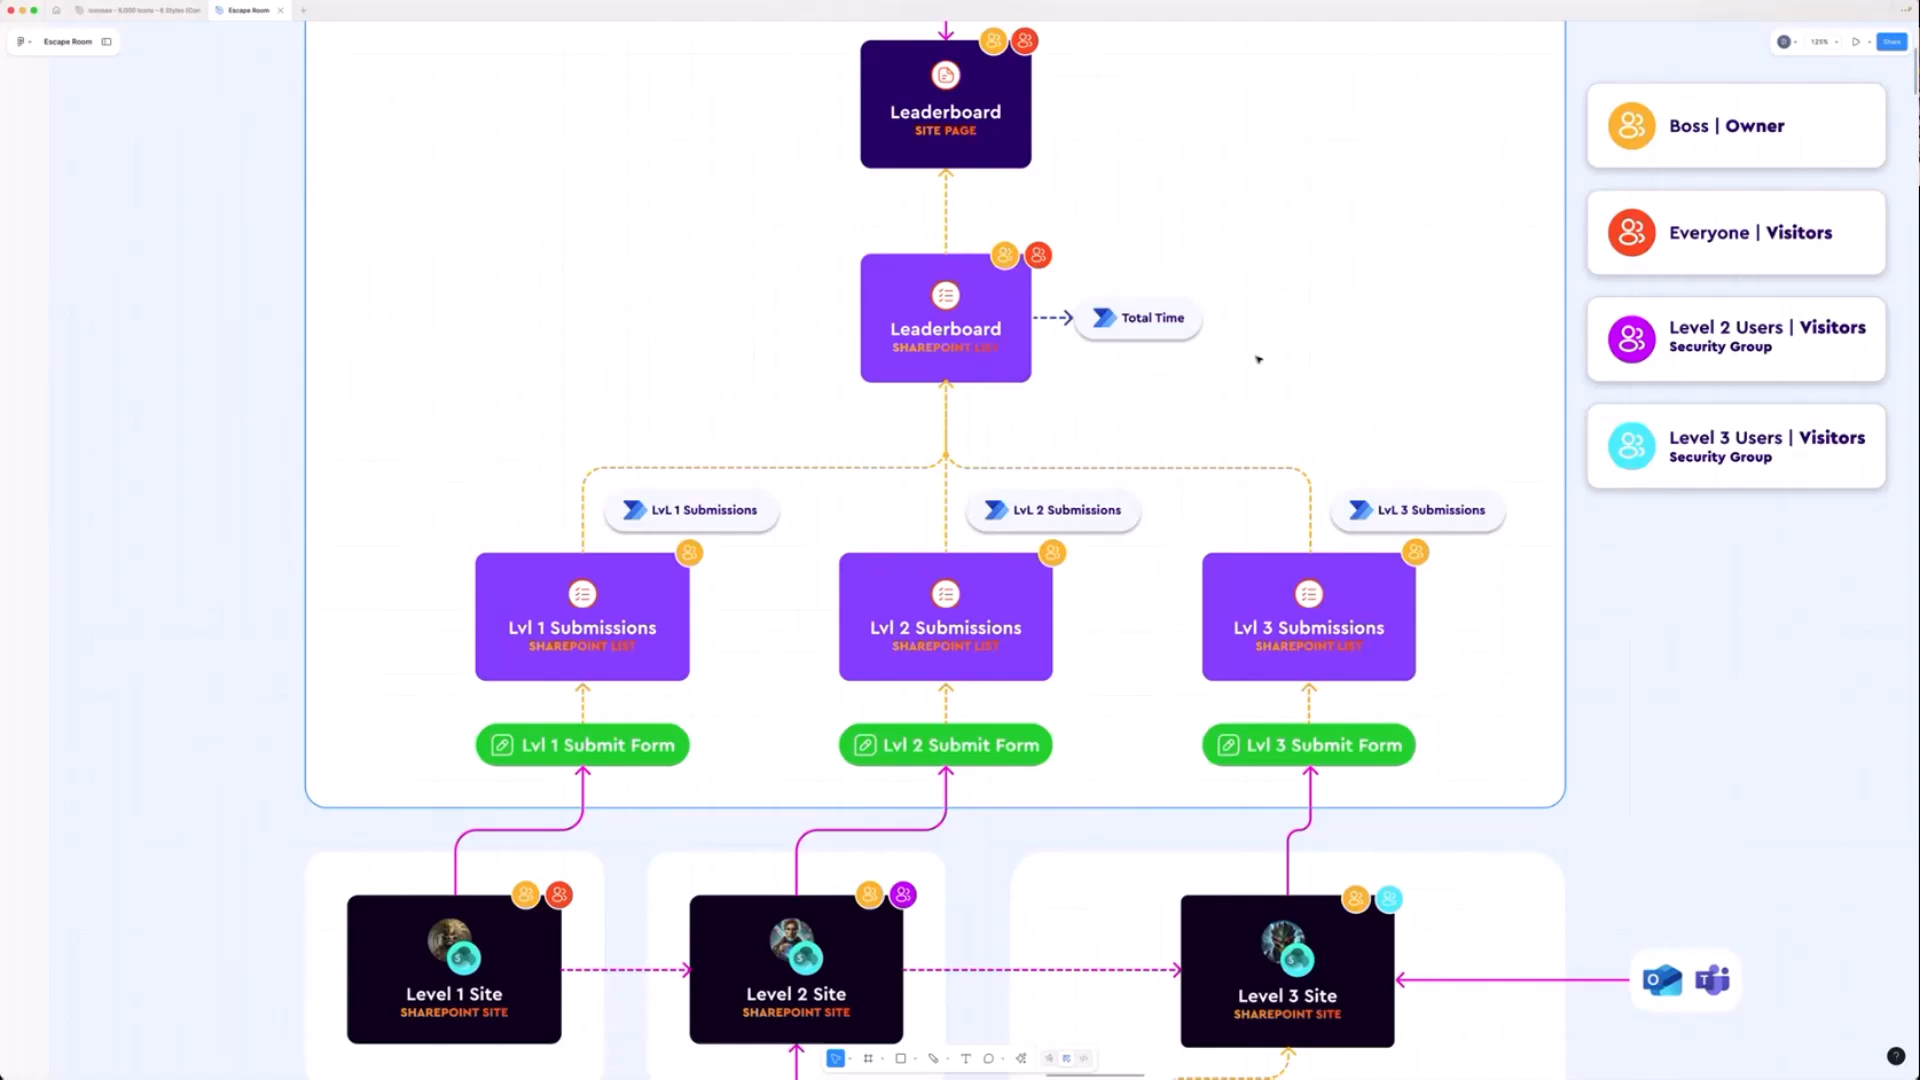 Escape Room
Escape Room
125%
Share
Leaderboard
SITE PAGE
Boss | Owner
Everyone | Visitors
Leaderboard
SHAREPOINT LIST
Total Time
Level 2 Users | Visitors
Security Group
Level 3 Users | Visitors
Security Group
LvL 1 Submissions
LvL 2 Submissions
LvL 3 Submissions
Lvl 1 Submissions
SHAREPOINT LIST
Lvl 2 Submissions
SHAREPOINT LIST
Lvl 3 Submissions
SHAREPOINT LIST
Lvl 1 Submit Form
Lvl 2 Submit Form
Lvl 3 Submit Form
Level 1 Site
SHAREPOINT SITE
Level 2 Site
SHAREPOINT SITE
Level 3 Site
SHAREPOINT SITE